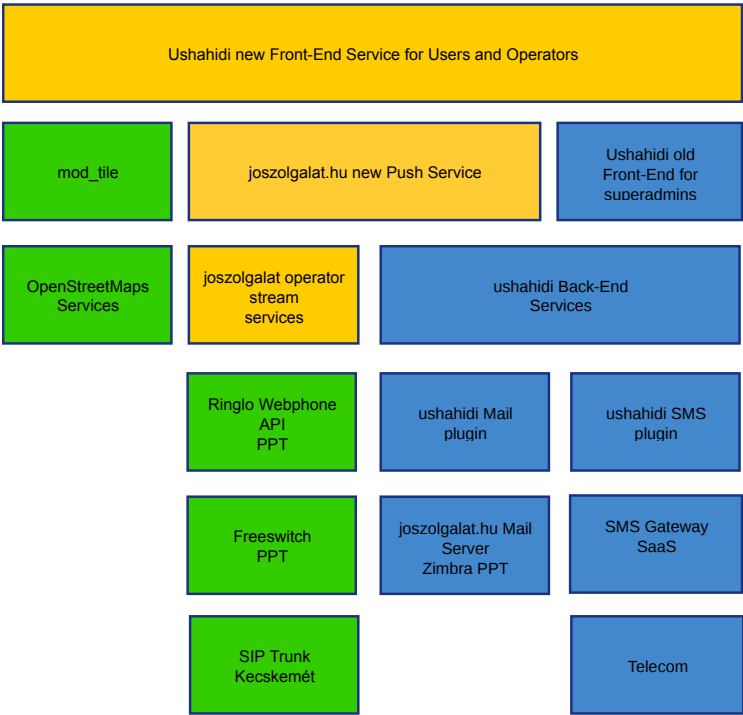 Ushahidi new Front-End Service for Users and Operators
mod_tile
joszolgalat.hu new Push Service
Ushahidi old
Front-End for
superadmins
OpenStreetMaps
Services
joszolgalat operator
stream
services
ushahidi Back-End
Services
Ringlo Webphone
API
PPT
ushahidi Mail
plugin
ushahidi SMS
plugin
Freeswitch
PPT
joszolgalat.hu Mail
Server
Zimbra PPT
SMS Gateway
SaaS
SIP Trunk
Kecskemét
Telecom